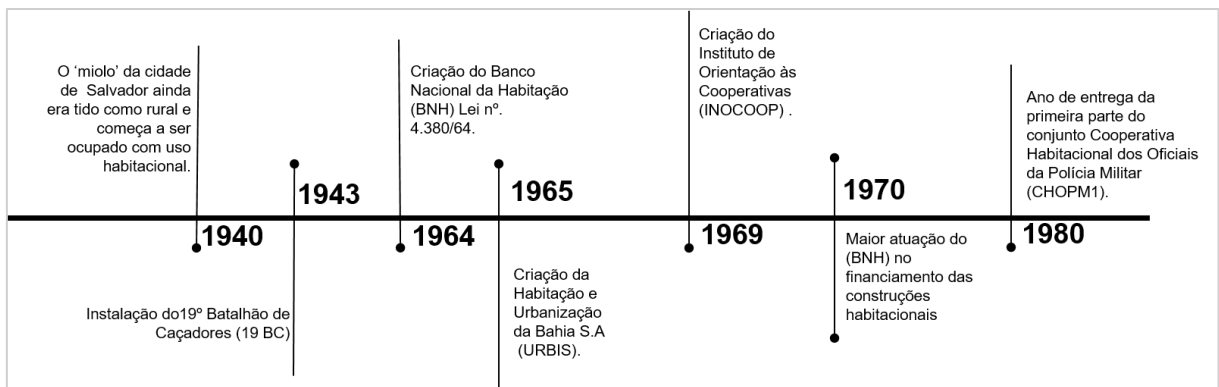 O 'miolo' da cidade
de Salvador ainda
era tido como rural e
começa a ser
ocupado com uso
habitacional.
1940
1943
Instalação do19º Batalhão de
Caçadores (19 BC)
Criação do Banco
Nacional da Habitação
(BNH) Lei nº.
4.380/64.
1964
1965
Criação da
Habitação e
Urbanização
da Bahia S.A
(URBIS).
Criação do
Instituto de
Orientação às
Cooperativas
(INOCOOP) .
1969
1970
Maior atuação do
(BNH) no
financiamento das
construções
habitacionais
Ano de entrega da
primeira parte do
conjunto Cooperativa
Habitacional dos Oficiais
da Polícia Militar
(CHOPM1).
1980